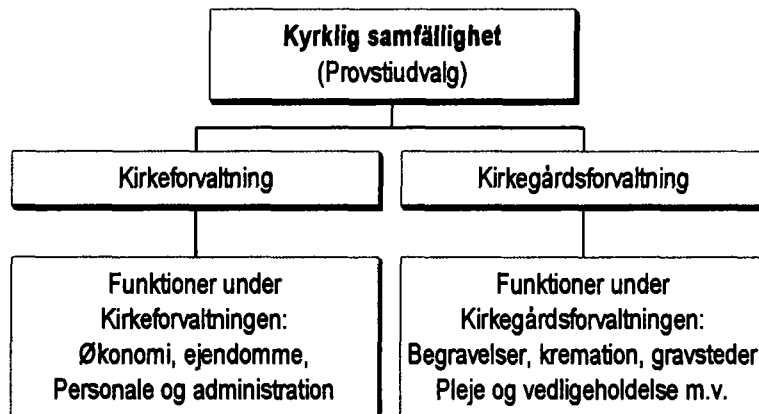 Kyrklig samfällighet
(Provstiudvalg)
Kirkeforvaltning
Kirkegårdsforvaltning
Funktioner under
Kirkeforvaltningen:
Økonomi, ejendomme,
Personale og administration
Funktioner under
Kirkegårdsforvaltningen:
Begravelser, kremation, gravsteder
Pleje og vedligeholdelse m.v.